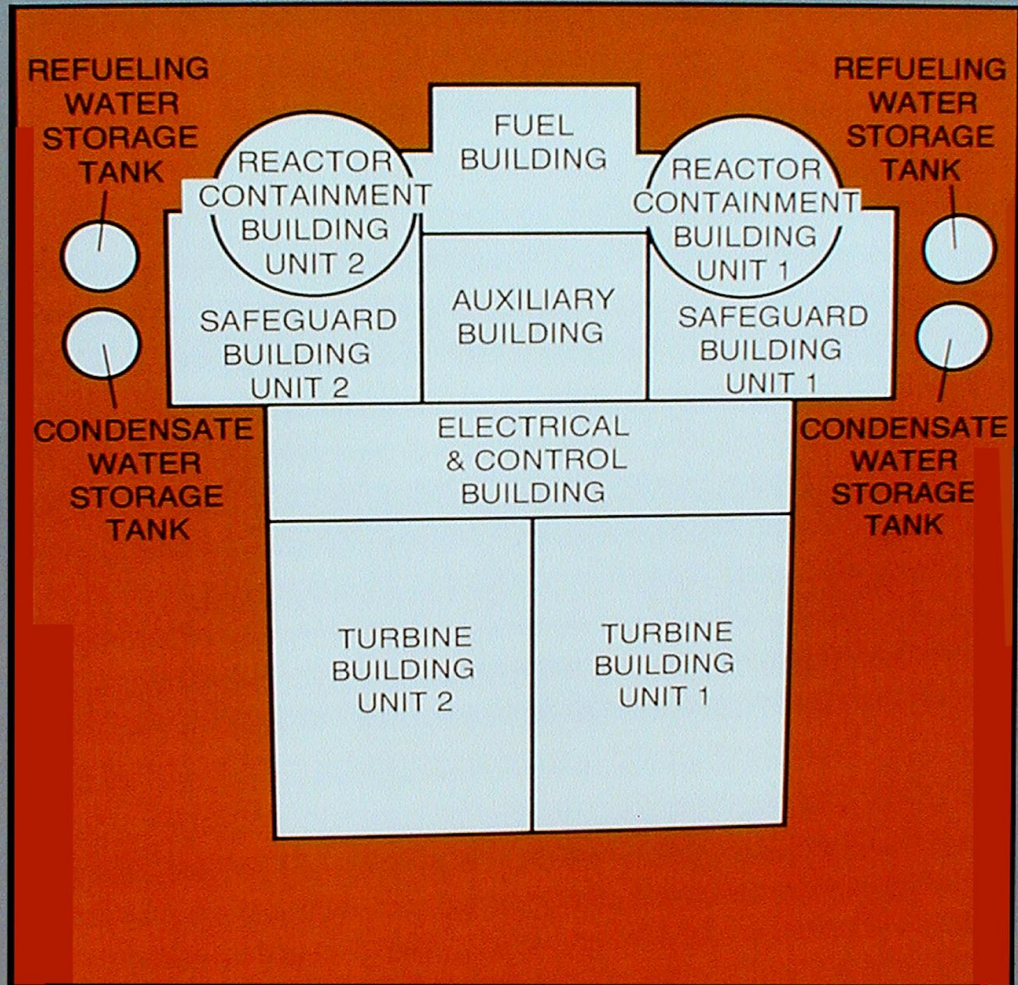 REFUELING
WATER
STORAGE
TANK
FUEL
BUILDING
REFUELING
WATER
STORAGE
TANK
REACTOR
CONTAINMENT
BUILDING
UNIT 2
REACTOR
CONTAINMENT
BUILDING
UNIT 1
SAFEGUARD
BUILDING
UNIT 2
AUXILIARY
BUILDING
SAFEGUARD
BUILDING
UNIT 1
CONDENSATE
WATER
STORAGE
TANK
ELECTRICAL
& CONTROL
BUILDING
CONDENSATE
WATER
STORAGE
TANK
TURBINE
BUILDING
UNIT 2
TURBINE
BUILDING
UNIT 1